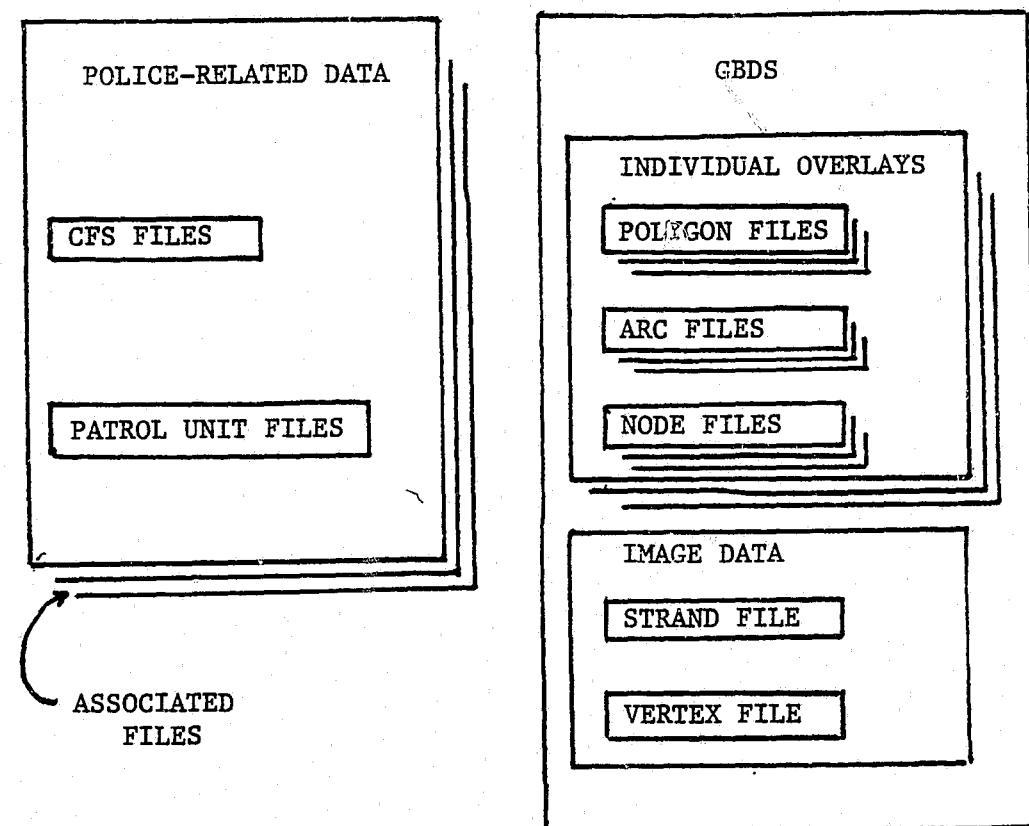 POLICE-RELATED DATA
CFS FILES
PATROL UNIT FILES
ASSOCIATED
FILES
GBDS
INDIVIDUAL OVERLAYS
POLYGON FILES
ARC FILES
NODE FILES
IMAGE DATA
STRAND FILE
VERTEX FILE